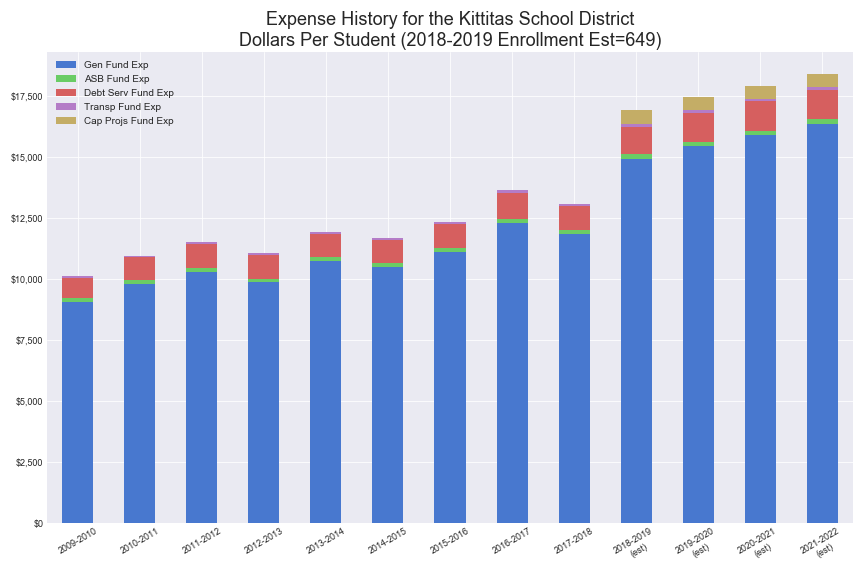 Expense History for the Kittitas School District
Dollars Per Student (2018-2019 Enrollment Est=649)
Gen Fund Exp
ASB Fund Exp
Debt Serv Fund Exp
Transp Fund Exp
Cap Projs Fund Exp
$17,500
$15,000
$12,500
$10,000
$7,500
$5,000
$2,500
$0
2009-2010
2010-2011
2011-2012
2012-2013
2013-2014
2014-2015
2015-2016
2016-2017
2017-2018
2018-2019
(est)
2019-2020
(est)
2020-2021
(est)
2021-2022
(est)